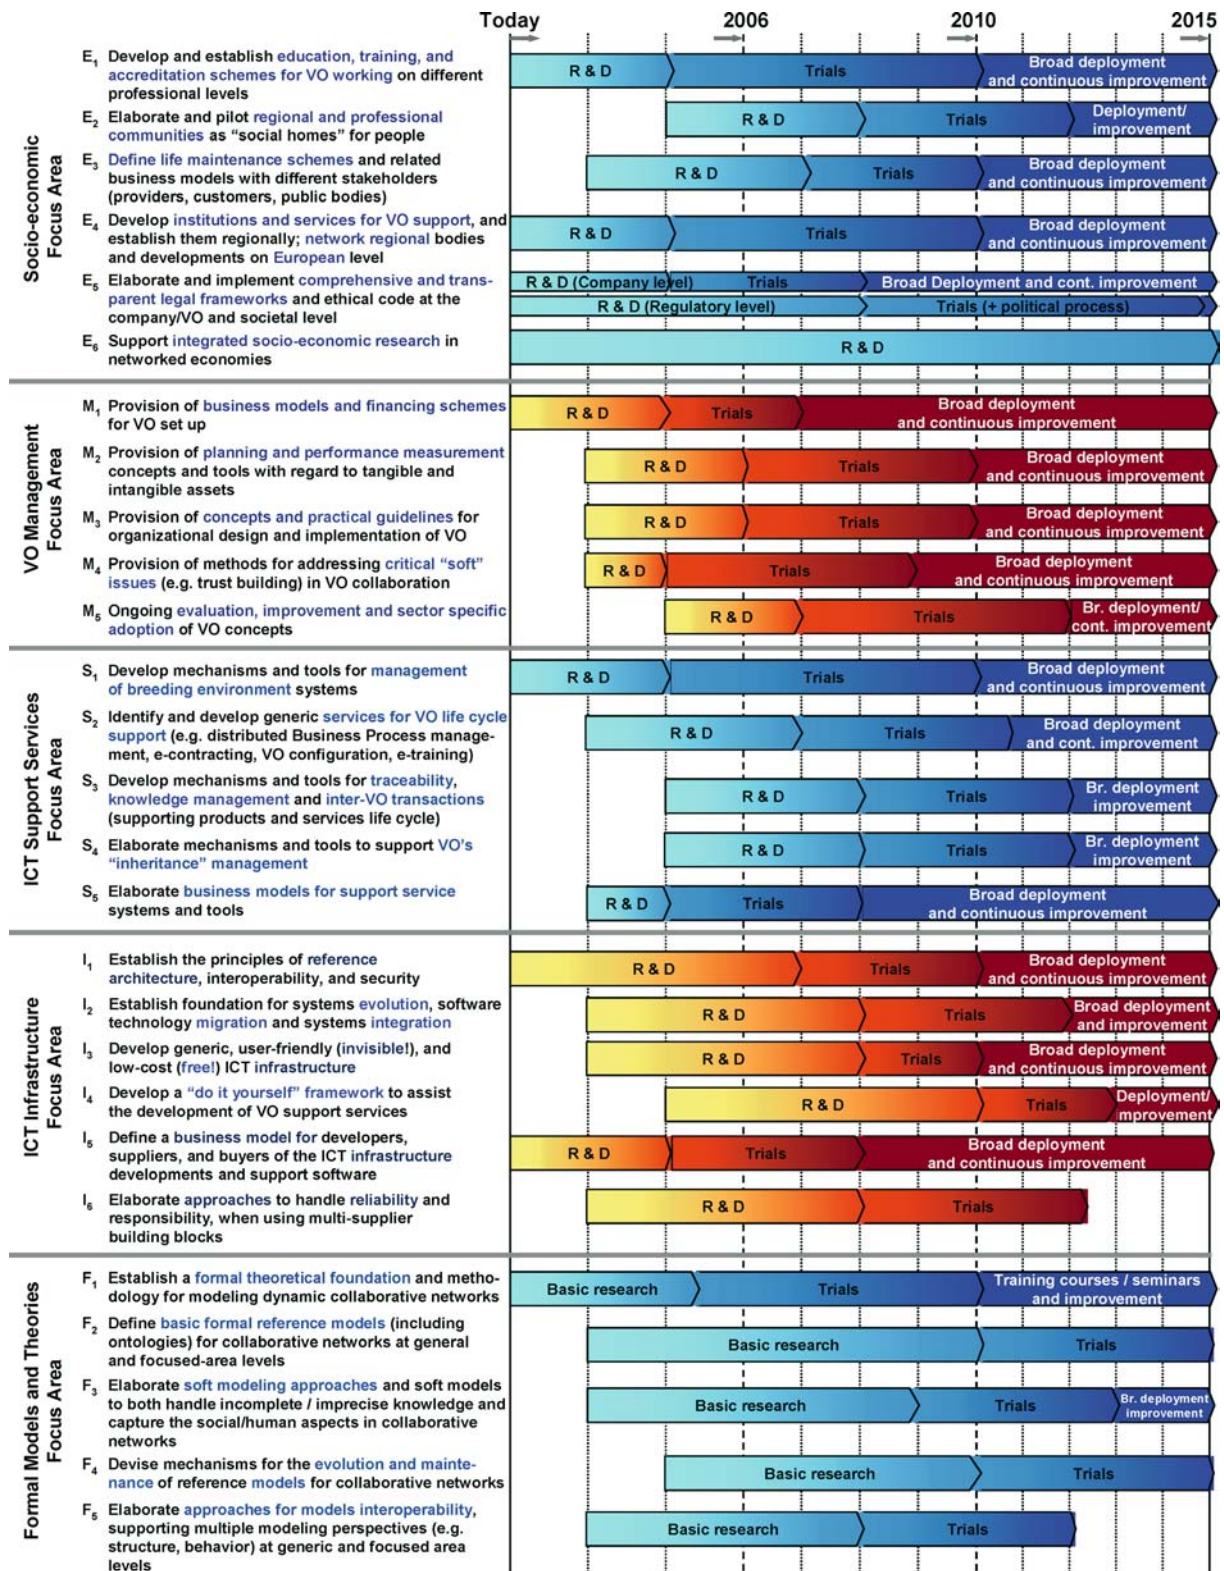 Today 2006 2010 2015
Socio-economic
Focus Area
E1 Develop and establish education, training, and
accreditation schemes for VO working on different
professional levels
R & D Trials Broad deployment
and continuous improvement
E2 Elaborate and pilot regional and professional
communities as “social homes” for people
R & D Trials Deployment/
improvement
E3 Define life maintenance schemes and related
business models with different stakeholders
(providers, customers, public bodies)
R & D Trials Broad deployment
and continuous improvement
E4 Develop institutions and services for VO support, and
establish them regionally; network regional bodies
and developments on European level
R & D Trials Broad deployment
and continuous improvement
E5 Elaborate and implement comprehensive and trans-
parent legal frameworks and ethical code at the
company/VO and societal level
R & D (Company level) Trials Broad Deployment and cont. improvement
R & D (Regulatory level) Trials (+ political process)
E6 Support integrated socio-economic research in
networked economies
R & D
VO Management
Focus Area
M1 Provision of business models and financing schemes
for VO set up
R & D Trials Broad deployment
and continuous improvement
M2 Provision of planning and performance measurement
concepts and tools with regard to tangible and
intangible assets
R & D Trials Broad deployment
and continuous improvement
M3 Provision of concepts and practical guidelines for
organizational design and implementation of VO
R & D Trials Broad deployment
and continuous improvement
M4 Provision of methods for addressing critical “soft”
issues (e.g. trust building) in VO collaboration
R & D Trials Broad deployment
and continuous improvement
M5 Ongoing evaluation, improvement and sector specific
adoption of VO concepts
R & D Trials Br. deployment/
cont. improvement
ICT Support Services
Focus Area
S1 Develop mechanisms and tools for management
of breeding environment systems
R & D Trials Broad deployment
and continuous improvement
S2 Identify and develop generic services for VO life cycle
support (e.g. distributed Business Process manage-
ment, e-contracting, VO configuration, e-training)
R & D Trials Broad deployment
and cont. improvement
S3 Develop mechanisms and tools for traceability,
knowledge management and inter-VO transactions
(supporting products and services life cycle)
R & D Trials Br. deployment
improvement
S4 Elaborate mechanisms and tools to support VO’s
“inheritance” management
R & D Trials Br. deployment
improvement
S5 Elaborate business models for support service
systems and tools
R & D Trials Broad deployment
and continuous improvement
ICT Infrastructure
Focus Area
I1 Establish the principles of reference
architecture, interoperability, and security
R & D Trials Broad deployment
and continuous improvement
I2 Establish foundation for systems evolution, software
technology migration and systems integration
R & D Trials Broad deployment
and improvement
I3 Develop generic, user-friendly (invisible!), and
low-cost (free!) ICT infrastructure
R & D Trials Broad deployment
and continuous improvement
I4 Develop a “do it yourself” framework to assist
the development of VO support services
R & D Trials Deployment/
mprovement
I5 Define a business model for developers,
suppliers, and buyers of the ICT infrastructure
developments and support software
R & D Trials Broad deployment
and continuous improvement
I6 Elaborate approaches to handle reliability and
responsibility, when using multi-supplier
building blocks
R & D Trials
Formal Models and Theories
Focus Area
F1 Establish a formal theoretical foundation and metho-
dology for modeling dynamic collaborative networks
Basic research Trials Training courses / seminars
and improvement
F2 Define basic formal reference models (including
ontologies) for collaborative networks at general
and focused-area levels
Basic research Trials
F3 Elaborate soft modeling approaches and soft models
to both handle incomplete / imprecise knowledge and
capture the social/human aspects in collaborative
networks
Basic research Trials Br. deployment
improvement
F4 Devise mechanisms for the evolution and mainte-
nance of reference models for collaborative networks
Basic research Trials
F5 Elaborate approaches for models interoperability,
supporting multiple modeling perspectives (e.g.
structure, behavior) at generic and focused area
levels
Basic research Trials